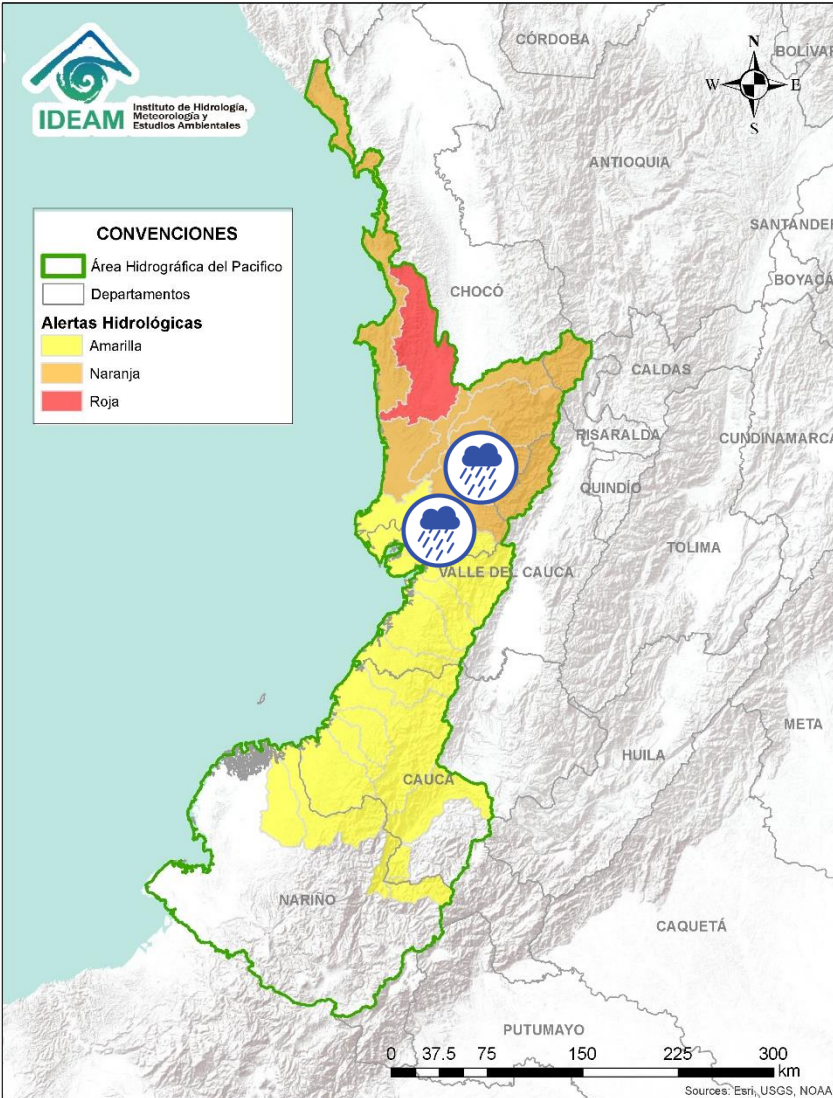 IDEAM
Instituto de Hidrología,
Meteorología y
Estudios Ambientales
CÓRDOBA
BOLÍVAR
N
W
E
S
ANTIOQUIA
SANTANDER
BOYACÁ
CONVENCIONES
Área Hidrográfica del Pacifico
Departamentos
Alertas Hidrológicas
Amarilla
Naranja
Roja
CHOCÓ
CALDAS
RISARALDA
CUNDINAMARCA
QUINDÍO
TOLIMA
VALLE DEL CAUCA
META
HUILA
CAUCA
NARIÑO
CAQUETÁ
PUTUMAYO
0 37.5 75 150 225 300
km
Sources: Esri, USGS, NOAA